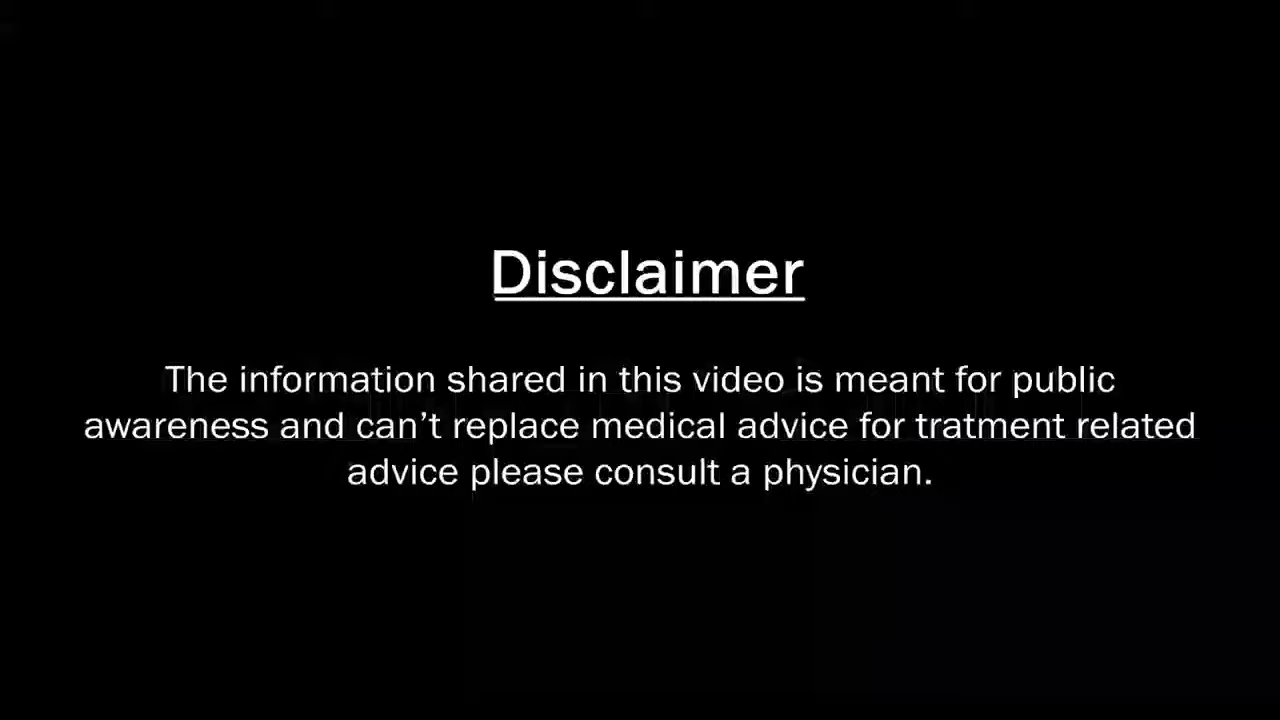 Disclaimer
The information shared in this video is meant for public
awareness and can’t replace medical advice for tratment related
advice please consult a physician.